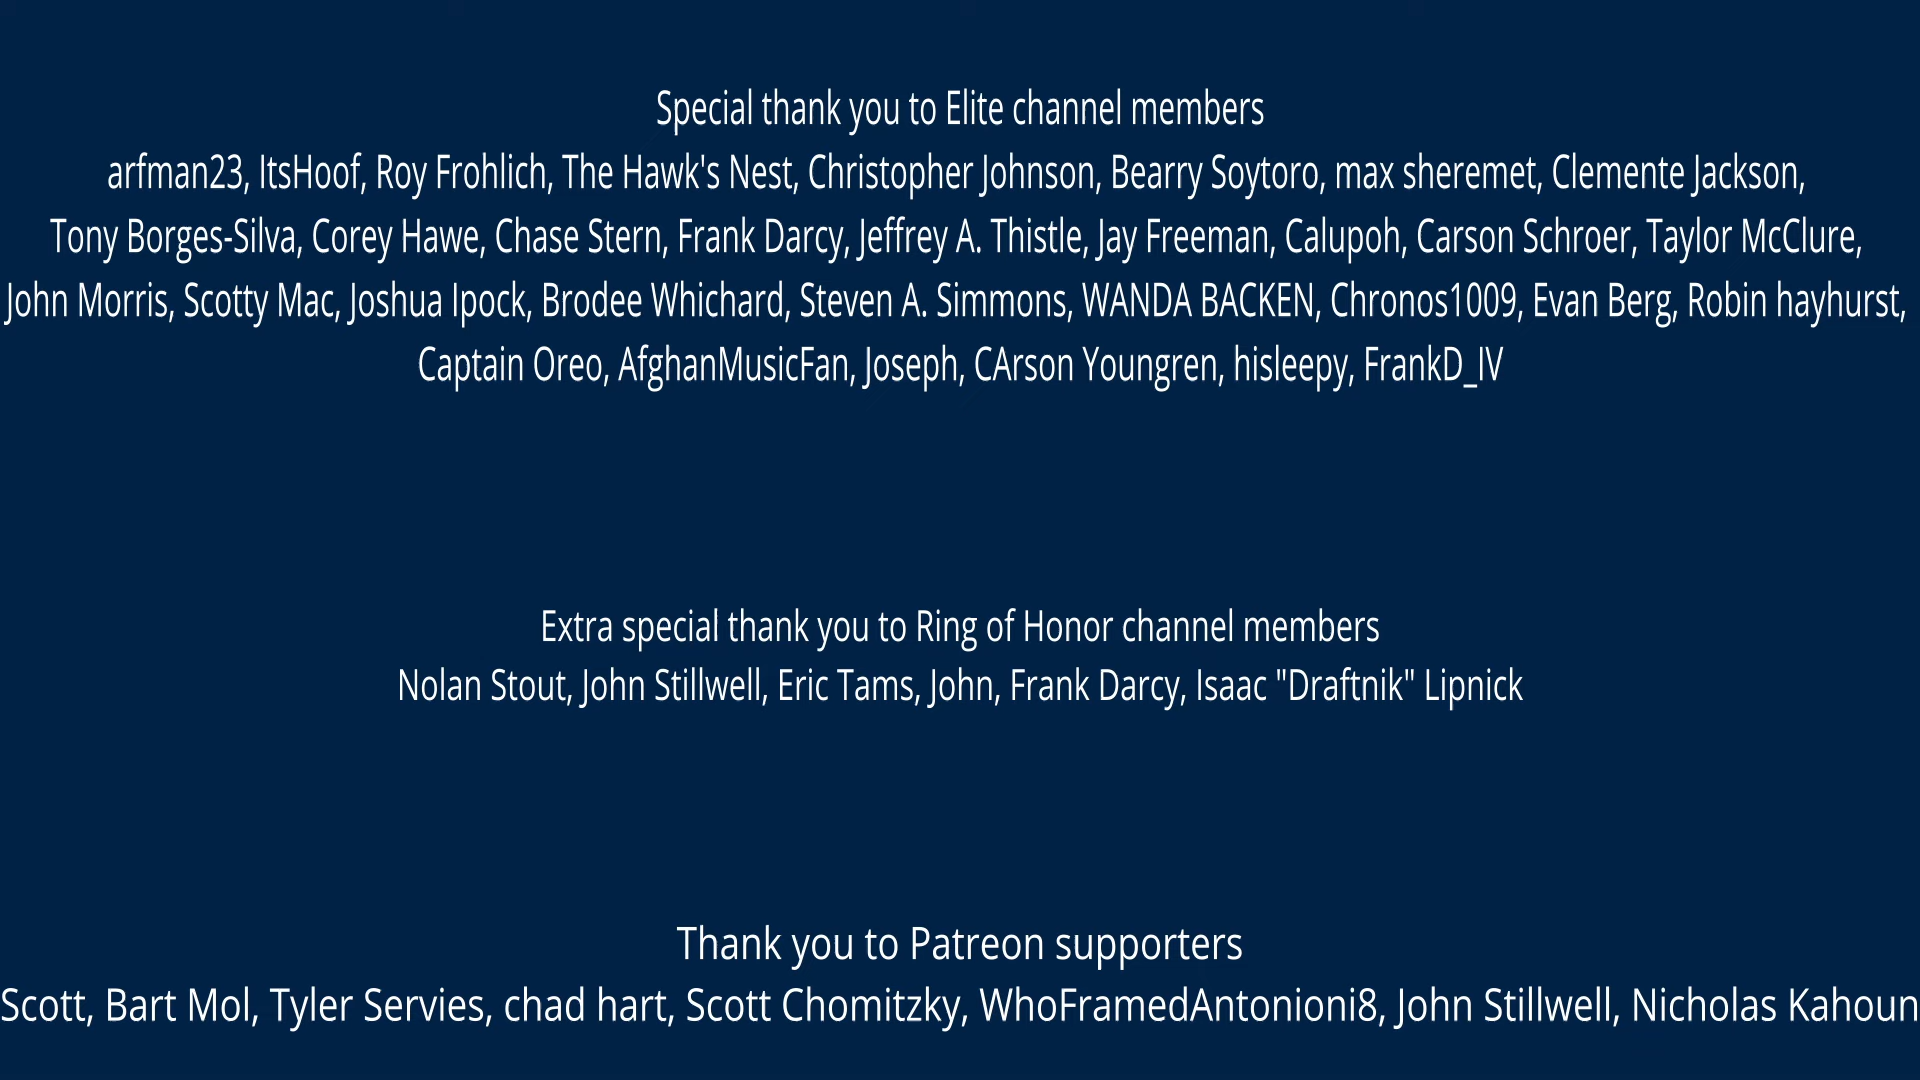 Special thank you to Elite channel members
arfman23, ItsHoof, Roy Frohlich, The Hawk's Nest, Christopher Johnson, Bearry Soytoro, max sheremet, Clemente Jackson,
Tony Borges-Silva, Corey Hawe, Chase Stern, Frank Darcy, Jeffrey A. Thistle, Jay Freeman, Calupoh, Carson Schroer, Taylor McClure,
John Morris, Scotty Mac, Joshua Ipock, Brodee Whichard, Steven A. Simmons, WANDA BACKEN, Chronos1009, Evan Berg, Robin hayhurst,
Captain Oreo, AfghanMusicFan, Joseph, CArson Youngren, hisleepy, FrankD_IV
Extra special thank you to Ring of Honor channel members
Nolan Stout, John Stillwell, Eric Tams, John, Frank Darcy, Isaac "Draftnik" Lipnick
Thank you to Patreon supporters
Scott, Bart Mol, Tyler Servies, chad hart, Scott Chomitzky, WhoFramedAntonioni8, John Stillwell, Nicholas Kahoun